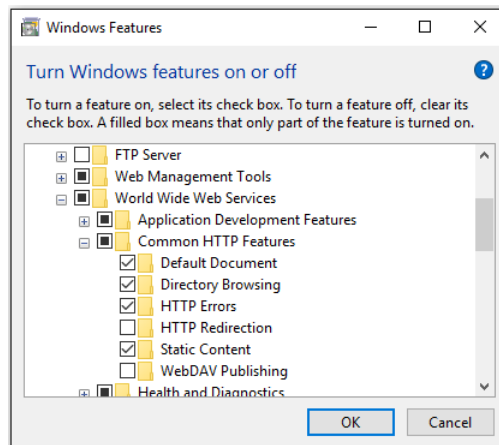 Windows Features
Turn Windows features on or off
To turn a feature on, select its check box. To turn a feature off, clear its
check box. A filled box means that only part of the feature is turned on.
FTP Server
Web Management Tools
World Wide Web Services
Application Development Features
Common HTTP Features
Default Document
Directory Browsing
HTTP Errors
HTTP Redirection
Static Content
WebDAV Publishing
Health and Diagnostics
OK Cancel